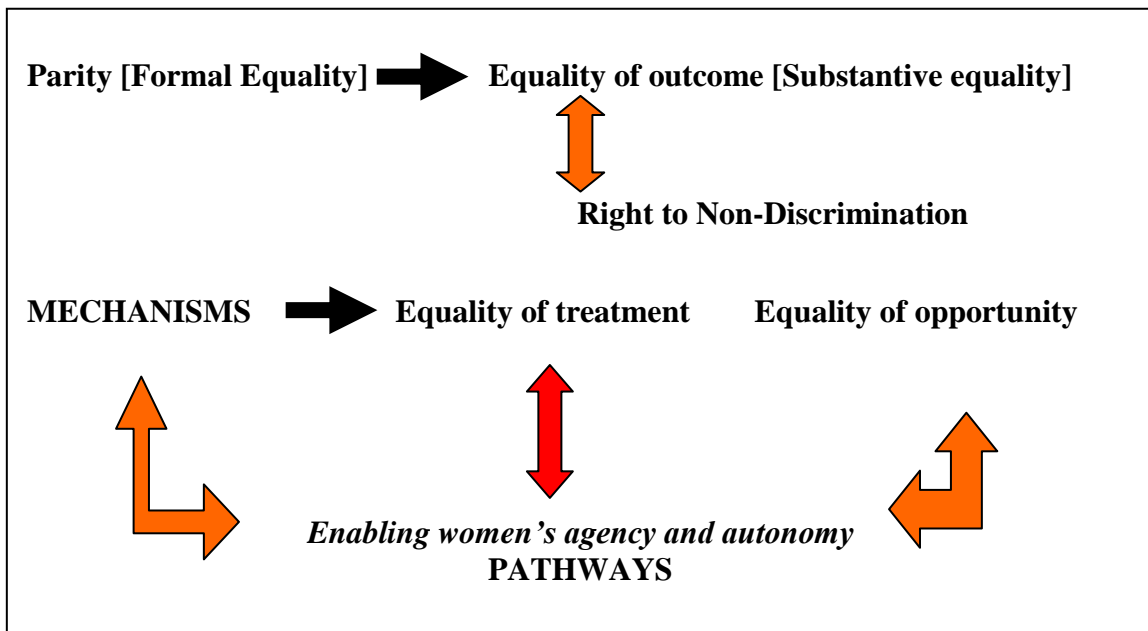 Parity [Formal Equality] Equality of outcome [Substantive equality]
Right to Non-Discrimination
MECHANISMS Equality of treatment Equality of opportunity
Enabling women’s agency and autonomy
PATHWAYS